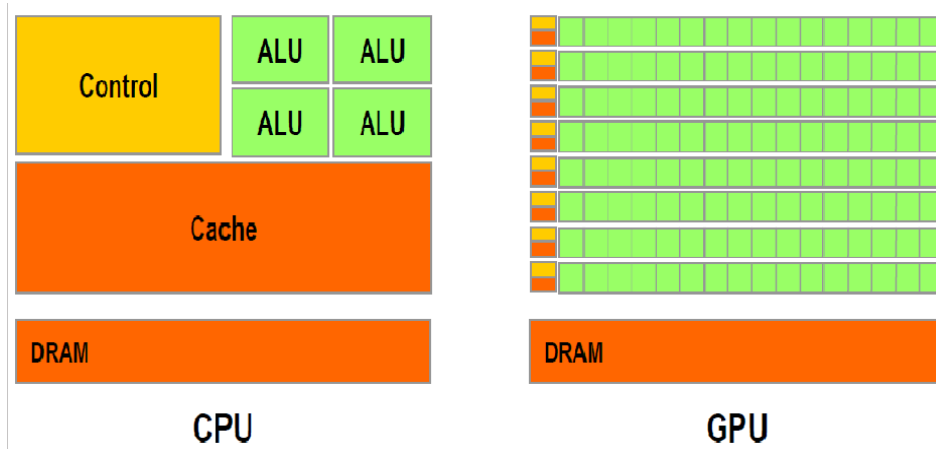 Control
ALU ALU
ALU ALU
Cache
DRAM
CPU
DRAM
GPU